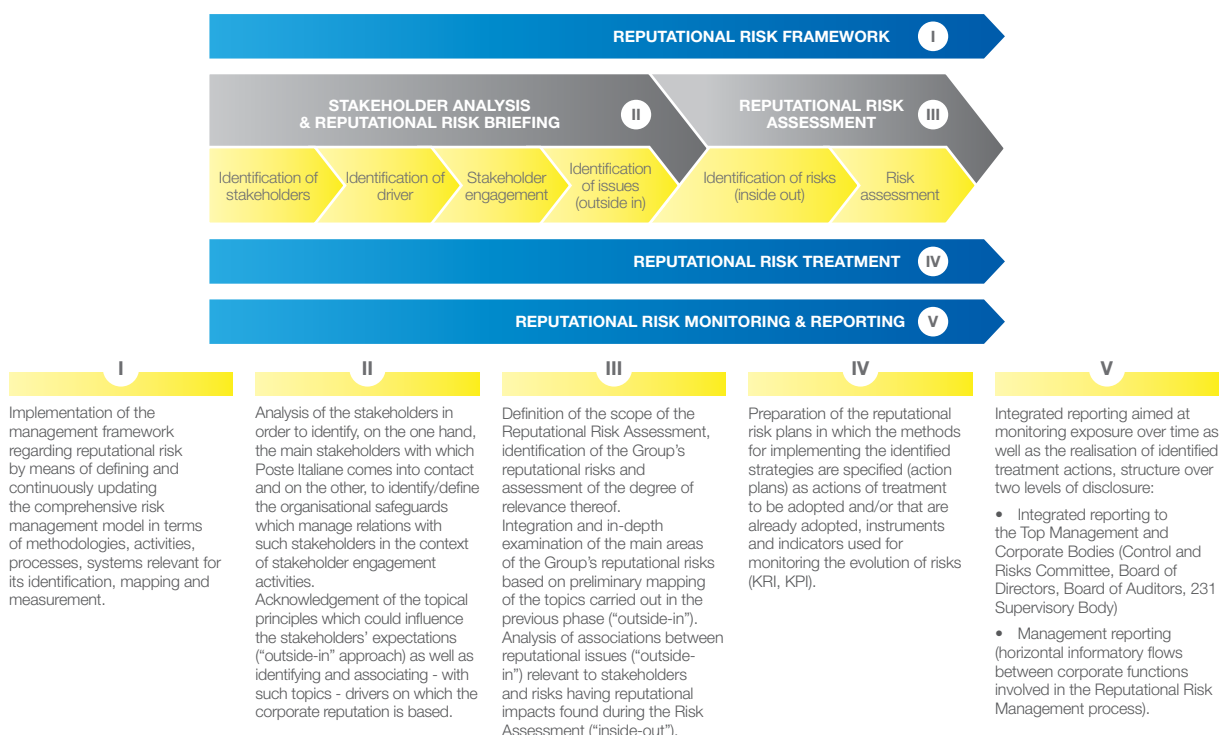 REPUTATIONAL RISK FRAMEWORK I
STAKEHOLDER ANALYSIS
& REPUTATIONAL RISK BRIEFING
II
REPUTATIONAL RISK
ASSESSMENT
III
Identification of
stakeholders
Identification of
driver
Stakeholder
engagement
Identification
of issues
(outside in)
Identification of risks
(inside out)
Risk
assessment
REPUTATIONAL RISK TREATMENT IV
REPUTATIONAL RISK MONITORING & REPORTING V
I
Implementation of the
management framework
regarding reputational risk
by means of defining and
continuously updating
the comprehensive risk
management model in terms
of methodologies, activities,
processes, systems relevant for
its identification, mapping and
measurement.
II
Analysis of the stakeholders in
order to identify, on the one hand,
the main stakeholders with which
Poste Italiane comes into contact
and on the other, to identify/define
the organisational safeguards
which manage relations with
such stakeholders in the context
of stakeholder engagement
activities.
Acknowledgement of the topical
principles which could influence
the stakeholders’ expectations
(“outside-in” approach) as well as
identifying and associating - with
such topics - drivers on which the
corporate reputation is based.
III
Definition of the scope of the
Reputational Risk Assessment,
identification of the Group’s
reputational risks and
assessment of the degree of
relevance thereof.
Integration and in-depth
examination of the main areas
of the Group’s reputational risks
based on preliminary mapping
of the topics carried out in the
previous phase (“outside-in”).
Analysis of associations between
reputational issues (“outside-
in”) relevant to stakeholders
and risks having reputational
impacts found during the Risk
Assessment (“inside-out”).
IV
Preparation of the reputational
risk plans in which the methods
for implementing the identified
strategies are specified (action
plans) as actions of treatment
to be adopted and/or that are
already adopted, instruments
and indicators used for
monitoring the evolution of risks
(KRI, KPI).
V
Integrated reporting aimed at
monitoring exposure over time as
well as the realisation of identified
treatment actions, structure over
two levels of disclosure:
• Integrated reporting to
the Top Management and
Corporate Bodies (Control and
Risks Committee, Board of
Directors, Board of Auditors, 231
Supervisory Body)
• Management reporting
(horizontal informatory flows
between corporate functions
involved in the Reputational Risk
Management process).